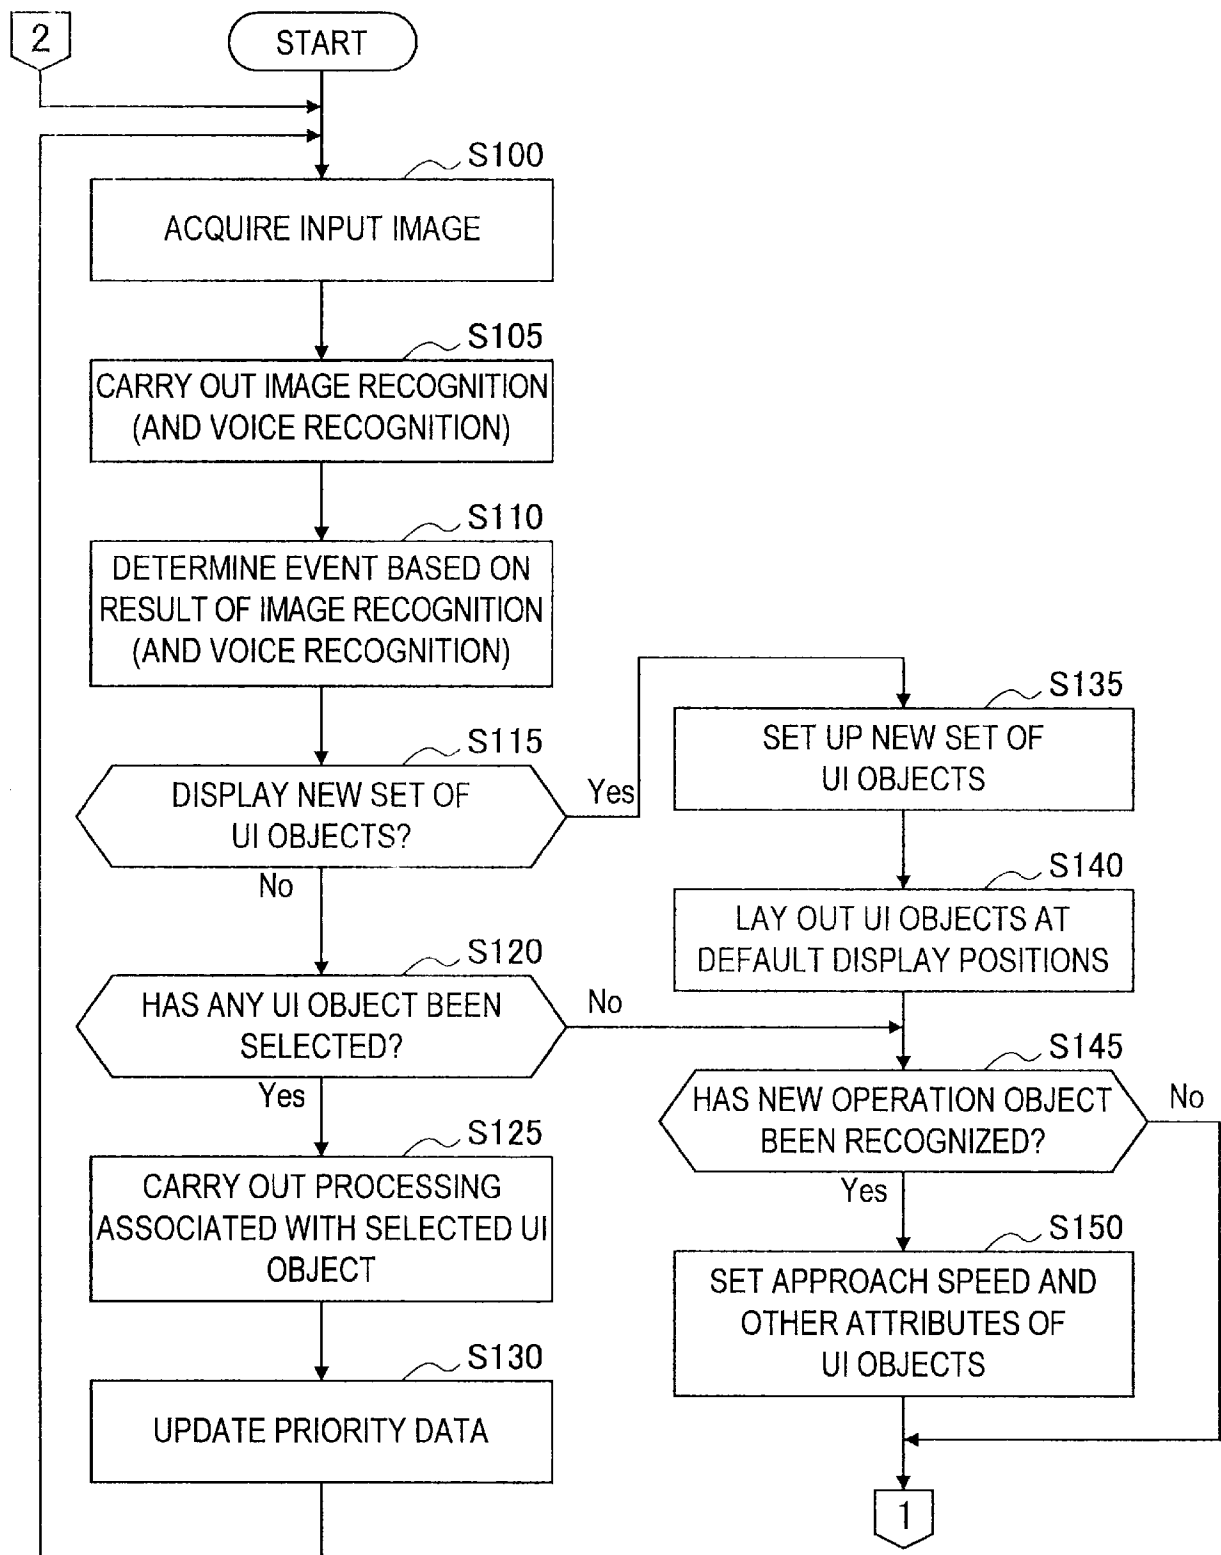 2
START
S100
ACQUIRE INPUT IMAGE
S105
CARRY OUT IMAGE RECOGNITION
(AND VOICE RECOGNITION)
S110
DETERMINE EVENT BASED ON
RESULT OF IMAGE RECOGNITION
(AND VOICE RECOGNITION)
S115
DISPLAY NEW SET OF
UI OBJECTS?
Yes
No
S120
HAS ANY UI OBJECT BEEN
SELECTED?
No
Yes
S125
CARRY OUT PROCESSING
ASSOCIATED WITH SELECTED UI
OBJECT
S130
UPDATE PRIORITY DATA
S135
SET UP NEW SET OF
UI OBJECTS
S140
LAY OUT UI OBJECTS AT
DEFAULT DISPLAY POSITIONS
S145
HAS NEW OPERATION OBJECT
BEEN RECOGNIZED?
No
Yes
S150
SET APPROACH SPEED AND
OTHER ATTRIBUTES OF
UI OBJECTS
1